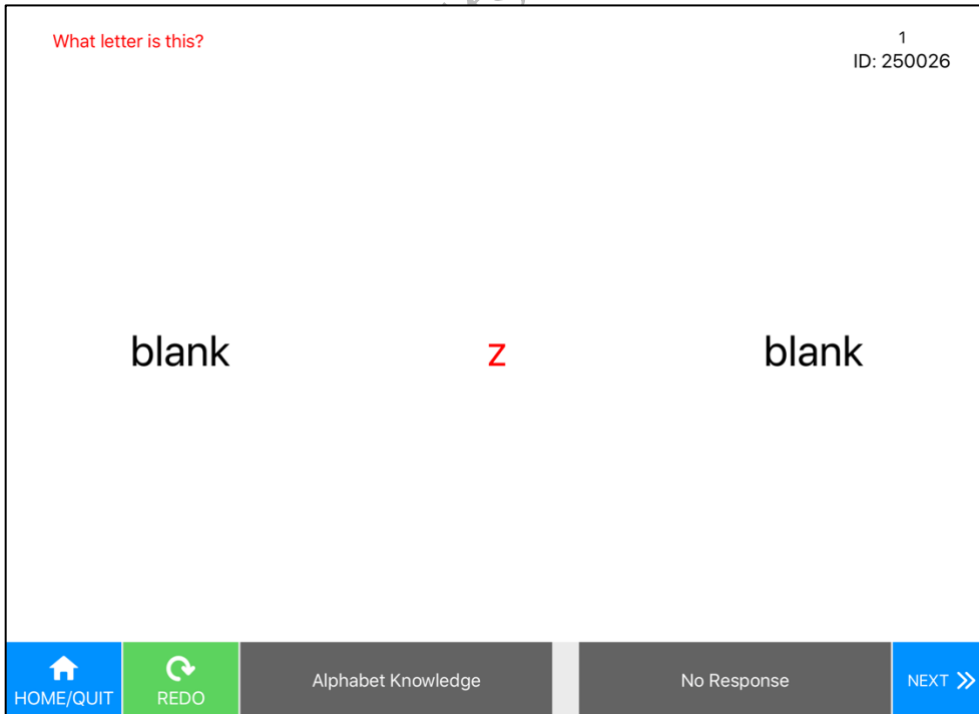 What letter is this?
1
ID: 250026
blank z blank
HOME/QUIT REDO Alphabet Knowledge No Response NEXT